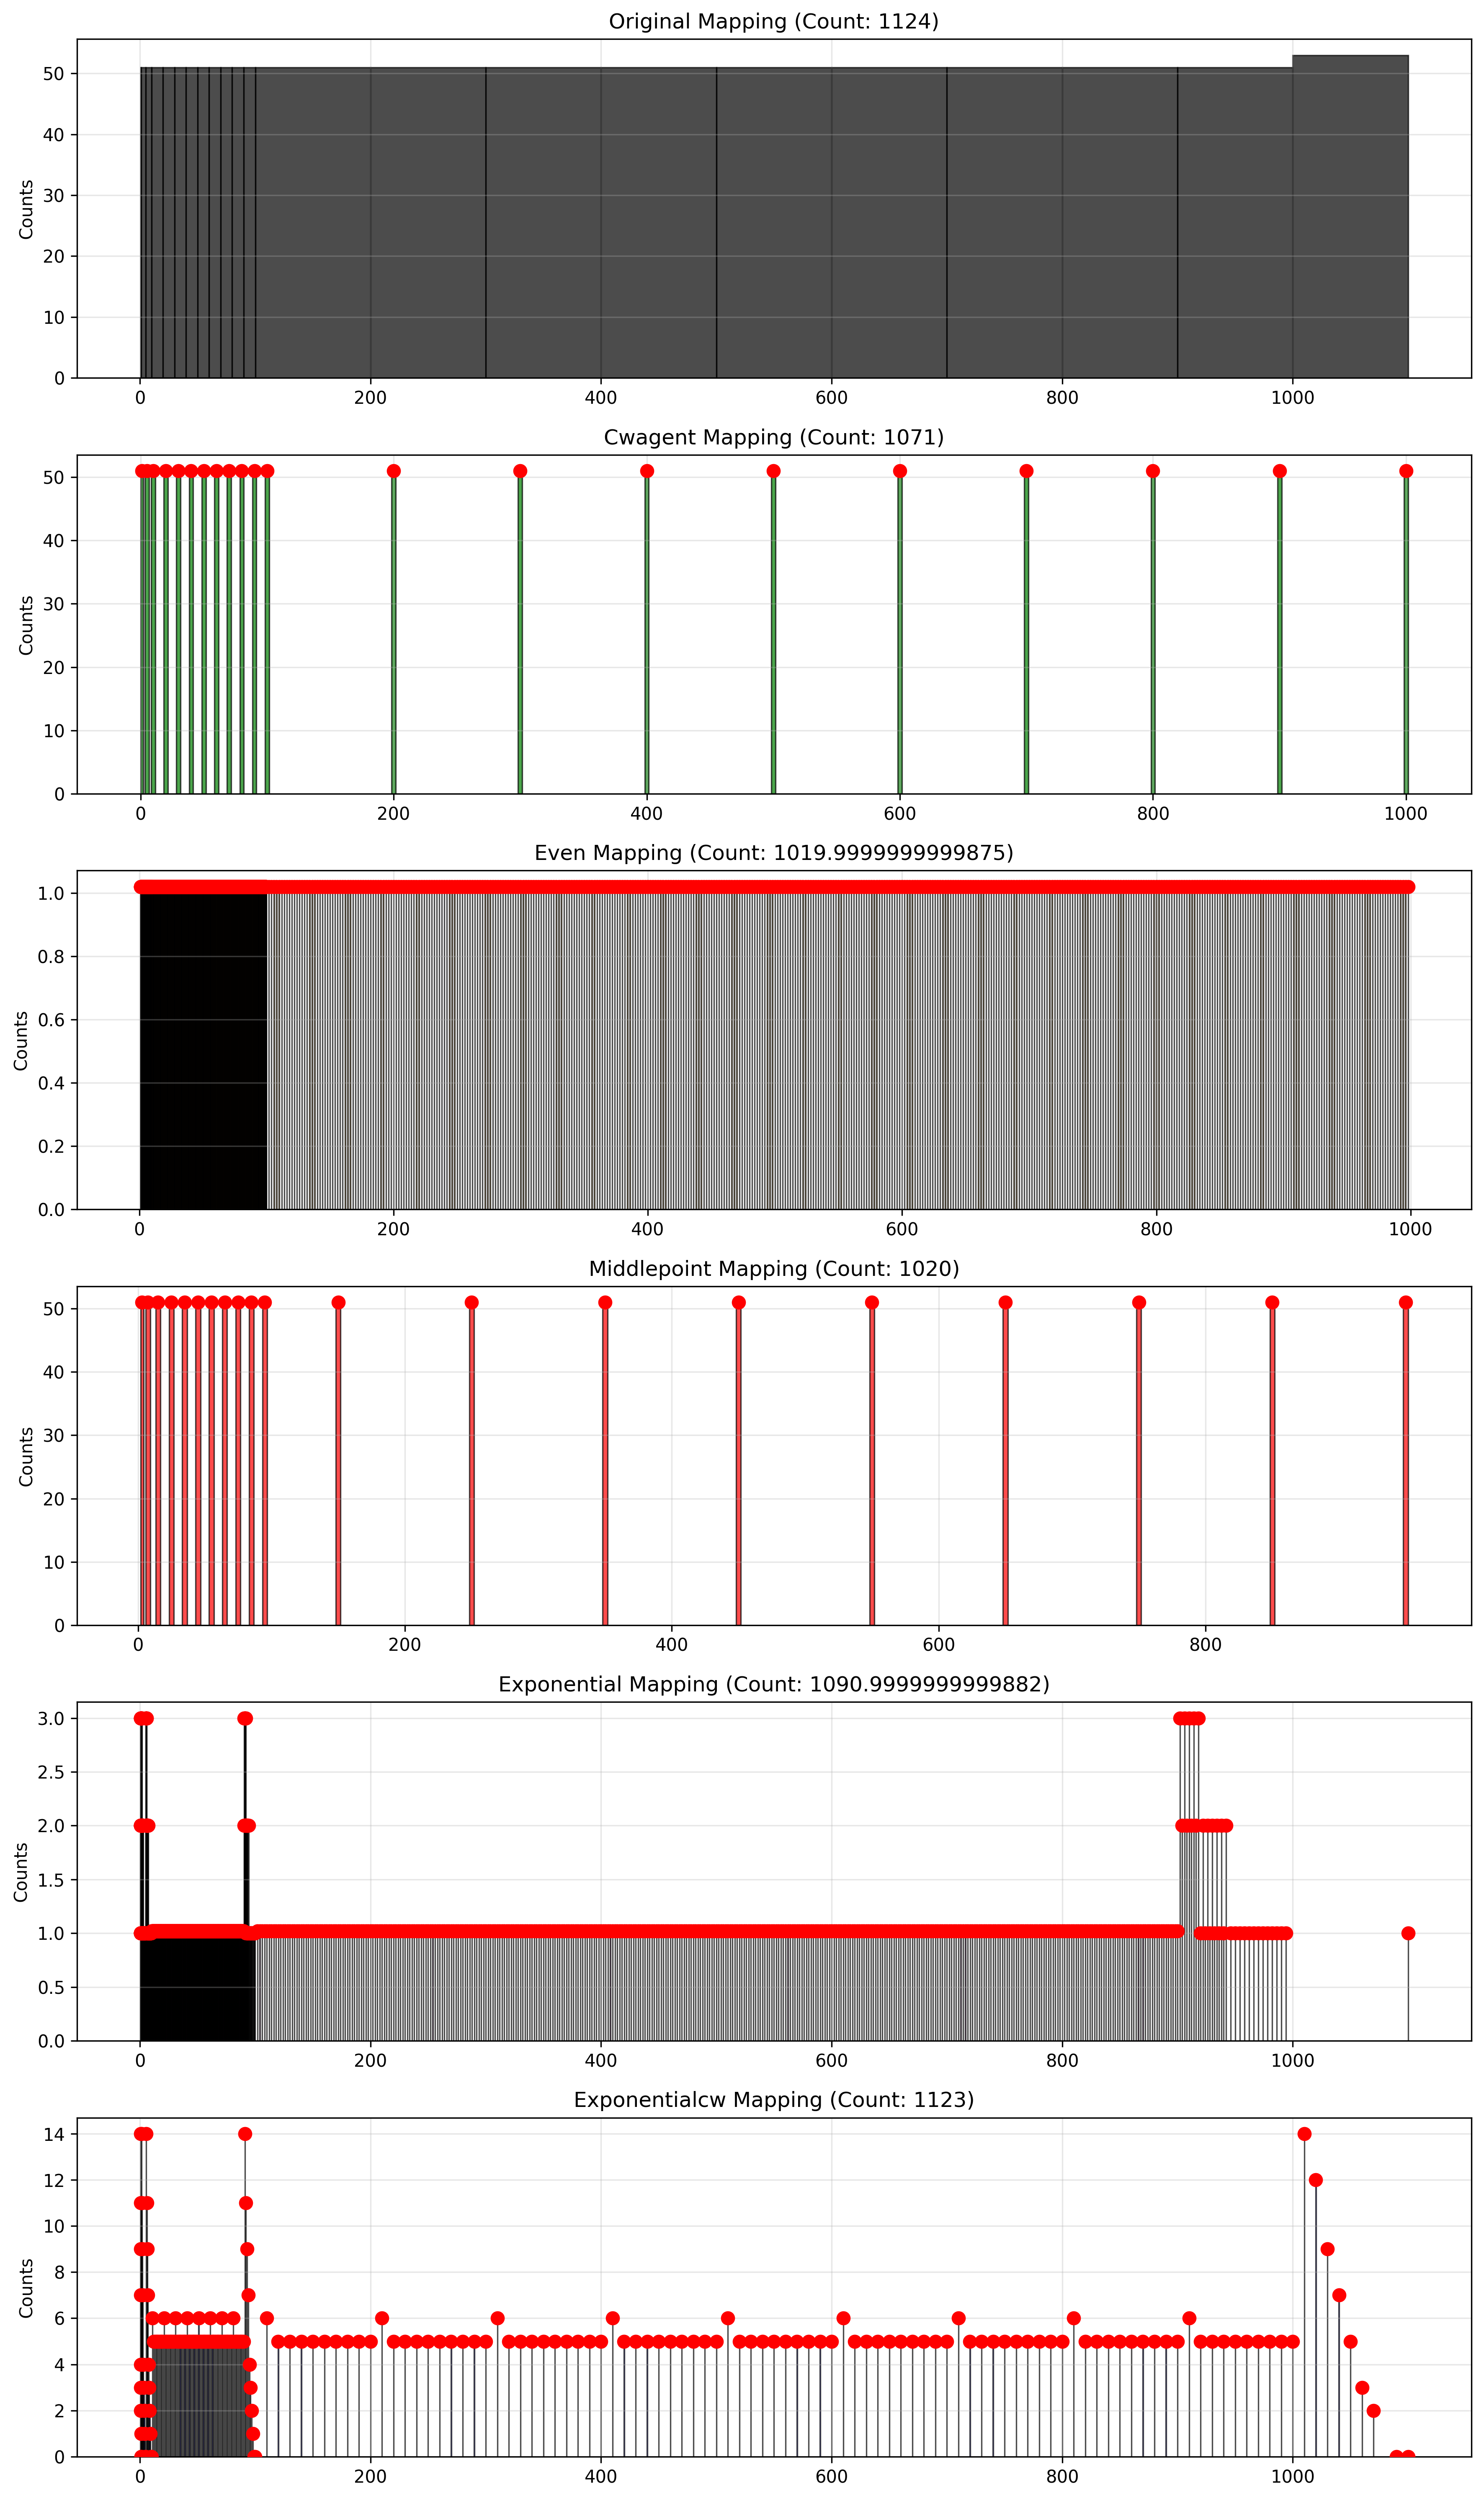 Original Mapping (Count: 1124)
Counts
50
40
30
20
10
0
0 200 400 600 800 1000
Cwagent Mapping (Count: 1071)
Counts
50
40
30
20
10
0
0 200 400 600 800 1000
Even Mapping (Count: 1019.9999999999875)
Counts
1.0
0.8
0.6
0.4
0.2
0.0
0 200 400 600 800 1000
Middlepoint Mapping (Count: 1020)
Counts
50
40
30
20
10
0
0 200 400 600 800
Exponential Mapping (Count: 1090.9999999999882)
Counts
3.0
2.5
2.0
1.5
1.0
0.5
0.0
0 200 400 600 800 1000
Exponentialcw Mapping (Count: 1123)
Counts
14
12
10
8
6
4
2
0
0 200 400 600 800 1000